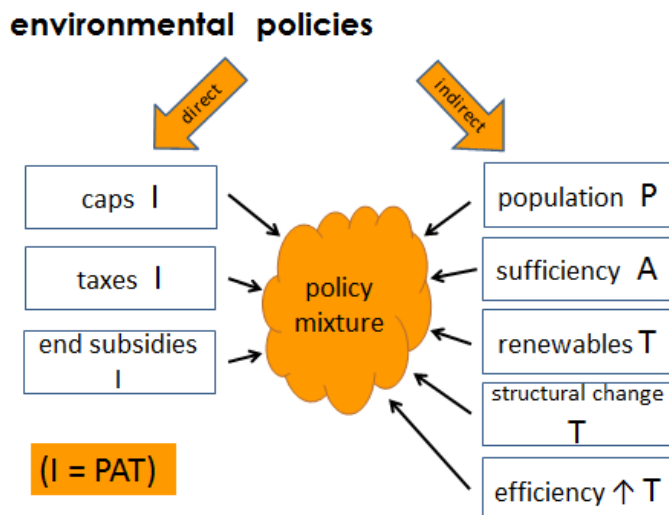 environmental policies
direct
indirect
caps I
taxes I
end subsidies
I
(I = PAT)
policy
mixture
population P
sufficiency A
renewables T
structural change
T
efficiency ↑ T